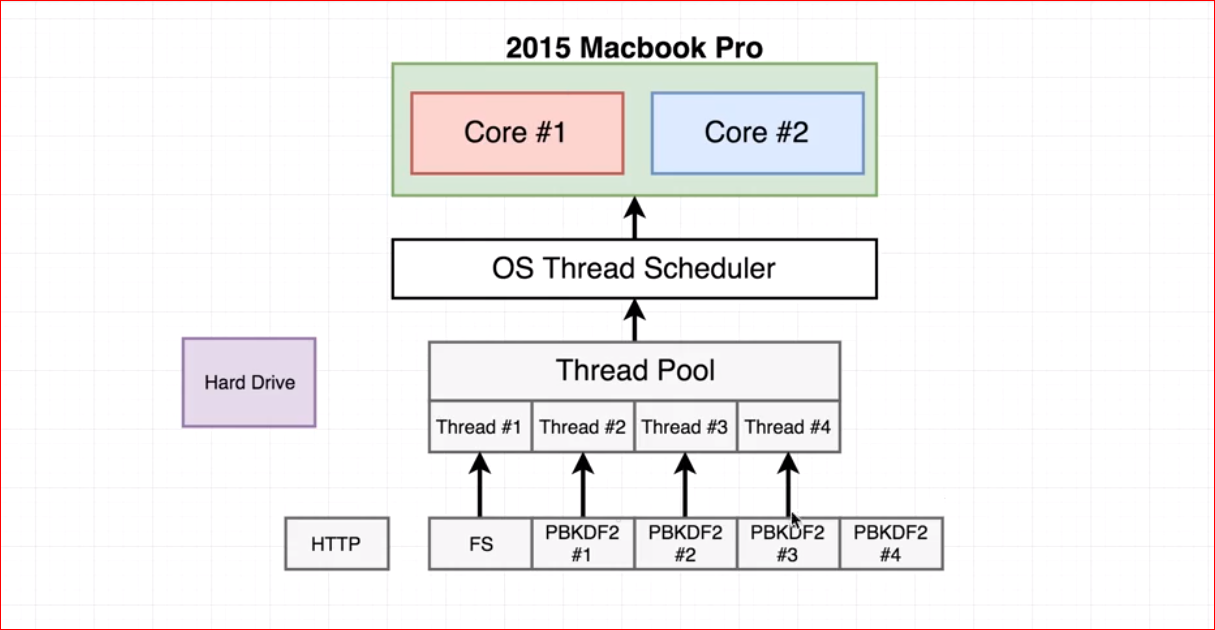 2015 Macbook Pro
Core #1
Core #2
OS Thread Scheduler
Hard Drive
Thread Pool
Thread #1
Thread #2
Thread #3
Thread #4
HTTP
FS
PBKDF2
#1
PBKDF2
#2
PBKDF2
#3
PBKDF2
#4